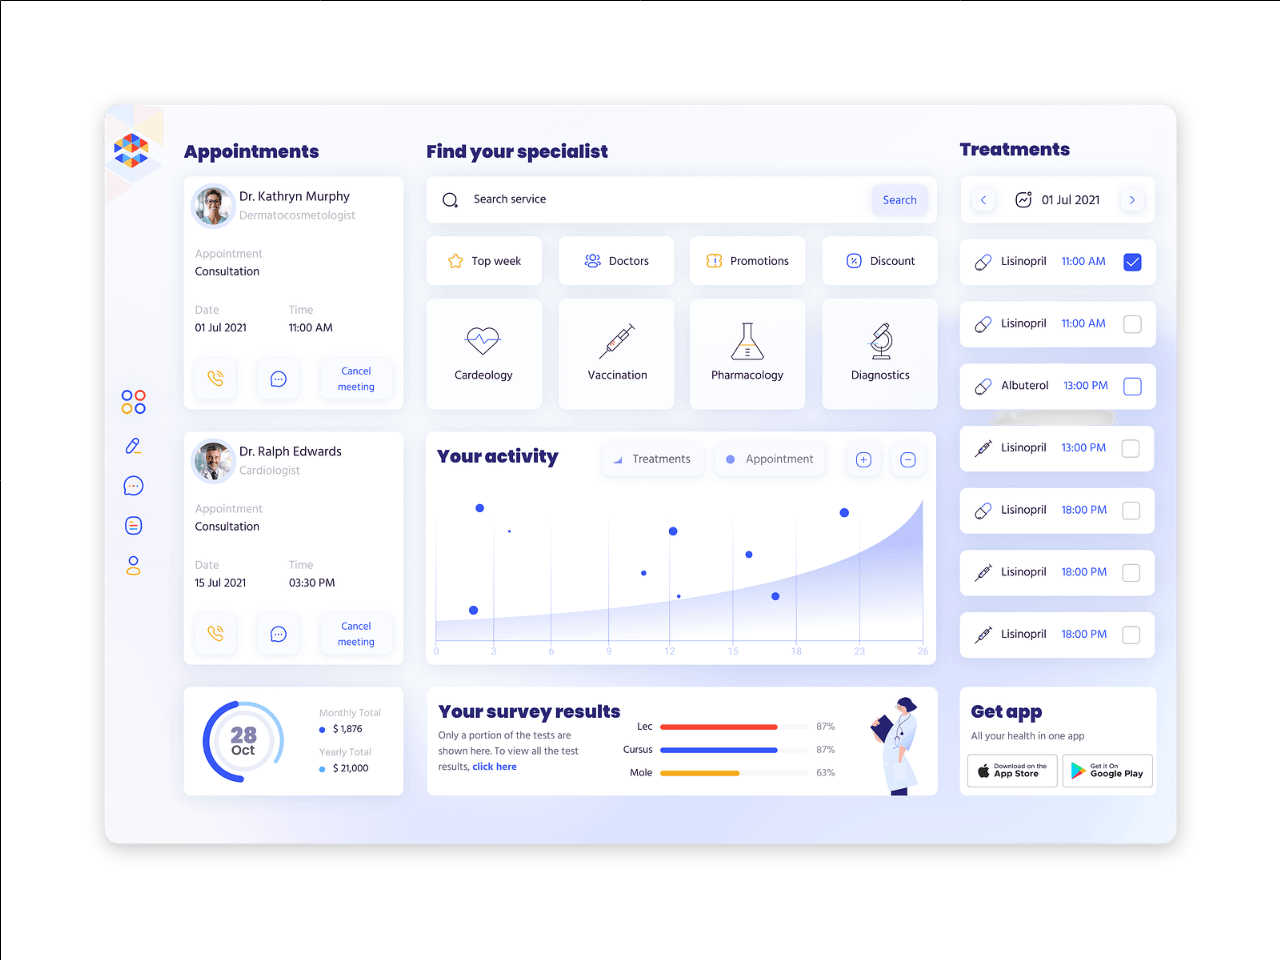 Appointments
Dr. Kathryn Murphy
Dermatocosmetologist
Appointment
Consultation
Date
Time
01 Jul 2021
11:00 AM
Cancel
meeting
Dr. Ralph Edwards
Cardiologist
Appointment
Consultation
Date
Time
15 Jul 2021
03:30 PM
Cancel
meeting
28
Oct
Monthly Total
$ 1,876
Yearly Total
$ 21,000
Find your specialist
Search service
Search
Top week
Doctors
Promotions
Discount
Cardeology
Vaccination
Pharmacology
Diagnostics
Your activity
Treatments
Appointment
0 3 6 9 12 15 18 23 26
Your survey results
Only a portion of the tests are
shown here. To view all the test
results, click here
Lec 87%
Cursus 87%
Mole 63%
Treatments
01 Jul 2021
Lisinopril 11:00 AM
Lisinopril 11:00 AM
Albuterol 13:00 PM
Lisinopril 13:00 PM
Lisinopril 18:00 PM
Lisinopril 18:00 PM
Lisinopril 18:00 PM
Get app
All your health in one app
Download on the
App Store
Get it On
Google Play